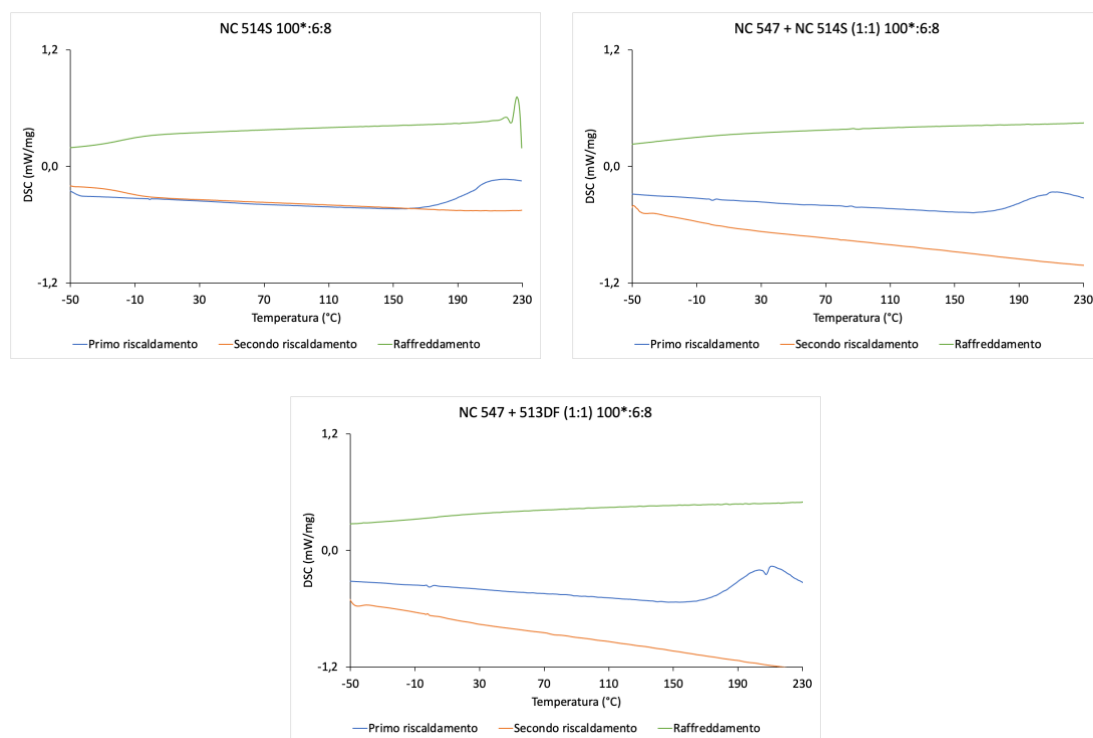 NC 514S 100*:6:8
1,2
0,0
-1,2
DSC (mW/mg)
-50 -10 30 70 110 150 190 230
Temperatura (°C)
Primo riscaldamento Secondo riscaldamento Raffreddamento
NC 547 + NC 514S (1:1) 100*:6:8
1,2
0,0
-1,2
DSC (mW/mg)
-50 -10 30 70 110 150 190 230
Temperatura (°C)
Primo riscaldamento Secondo riscaldamento Raffreddamento
NC 547 + 513DF (1:1) 100*:6:8
1,2
0,0
-1,2
DSC (mW/mg)
-50 -10 30 70 110 150 190 230
Temperatura (°C)
Primo riscaldamento Secondo riscaldamento Raffreddamento